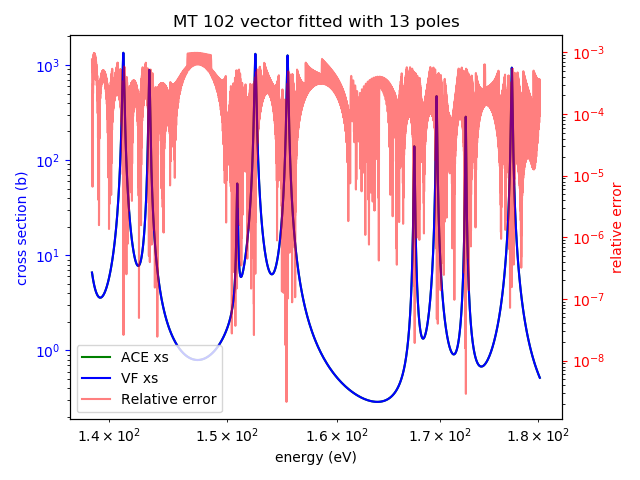 MT 102 vector fitted with 13 poles
cross section (b)
10³
10²
10¹
10⁰
10⁻³
10⁻⁴
10⁻⁵
10⁻⁶
10⁻⁷
10⁻⁸
relative error
ACE xs
VF xs
Relative error
1.4 × 10² 1.5 × 10² 1.6 × 10² 1.7 × 10² 1.8 × 10²
energy (eV)